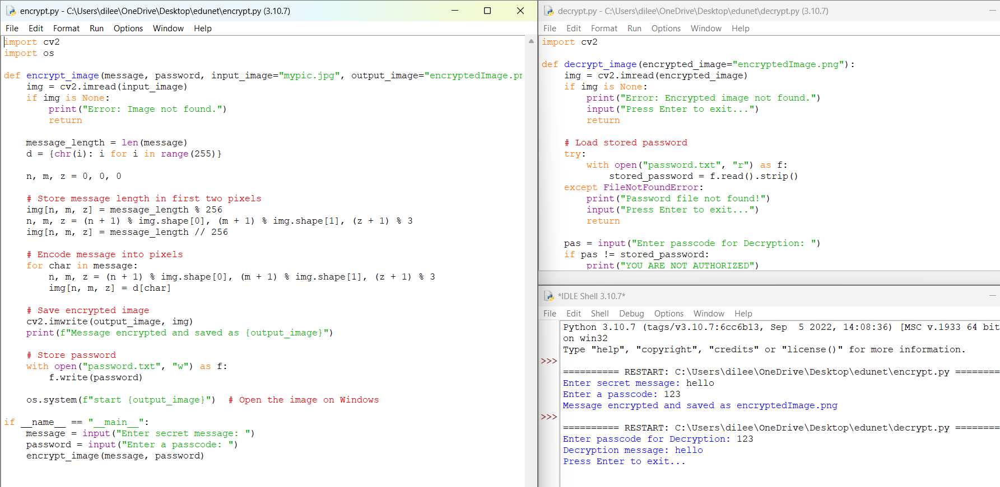 encrypt.py - C:\Users\dilee\OneDrive\Desktop\edunet\encrypt.py (3.10.7)
File Edit Format Run Options Window Help
import cv2
import os

def encrypt_image(message, password, input_image="mypic.jpg", output_image="encryptedImage.pn
    img = cv2.imread(input_image)
    if img is None:
        print("Error: Image not found.")
        return

    message_length = len(message)
    d = {chr(i): i for i in range(255)}

    n, m, z = 0, 0, 0

    # Store message length in first two pixels
    img[n, m, z] = message_length % 256
    n, m, z = (n + 1) % img.shape[0], (m + 1) % img.shape[1], (z + 1) % 3
    img[n, m, z] = message_length // 256

    # Encode message into pixels
    for char in message:
        n, m, z = (n + 1) % img.shape[0], (m + 1) % img.shape[1], (z + 1) % 3
        img[n, m, z] = d[char]

    # Save encrypted image
    cv2.imwrite(output_image, img)
    print(f"Message encrypted and saved as {output_image}")

    # Store password
    with open("password.txt", "w") as f:
        f.write(password)

    os.system(f"start {output_image}")  # Open the image on Windows

if __name__ == "__main__":
    message = input("Enter secret message: ")
    password = input("Enter a passcode: ")
    encrypt_image(message, password)
decrypt.py - C:\Users\dilee\OneDrive\Desktop\edunet\decrypt.py (3.10.7)
File Edit Format Run Options Window Help
import cv2

def decrypt_image(encrypted_image="encryptedImage.png"):
    img = cv2.imread(encrypted_image)
    if img is None:
        print("Error: Encrypted image not found.")
        input("Press Enter to exit...")
        return

    # Load stored password
    try:
        with open("password.txt", "r") as f:
            stored_password = f.read().strip()
    except FileNotFoundError:
        print("Password file not found!")
        input("Press Enter to exit...")
        return

    pas = input("Enter passcode for Decryption: ")
    if pas != stored_password:
        print("YOU ARE NOT AUTHORIZED")
*IDLE Shell 3.10.7*
File Edit Shell Debug Options Window Help
Python 3.10.7 (tags/v3.10.7:6cc6b13, Sep  5 2022, 14:08:36) [MSC v.1933 64 bit
on win32
Type "help", "copyright", "credits" or "license()" for more information.
>>>
========== RESTART: C:\Users\dilee\OneDrive\Desktop\edunet\encrypt.py ========
Enter secret message: hello
Enter a passcode: 123
Message encrypted and saved as encryptedImage.png
>>>
========== RESTART: C:\Users\dilee\OneDrive\Desktop\edunet\decrypt.py ========
Enter passcode for Decryption: 123
Decryption message: hello
Press Enter to exit...